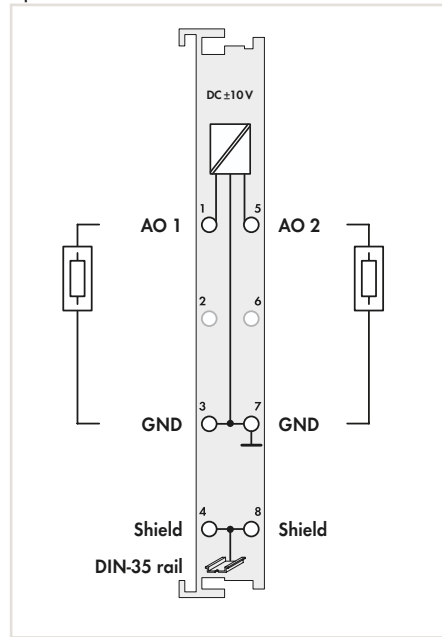 DC ±10 V
1 5
AO 1 AO 2
2 6
3 7
GND GND
4 8
Shield Shield
DIN-35 rail